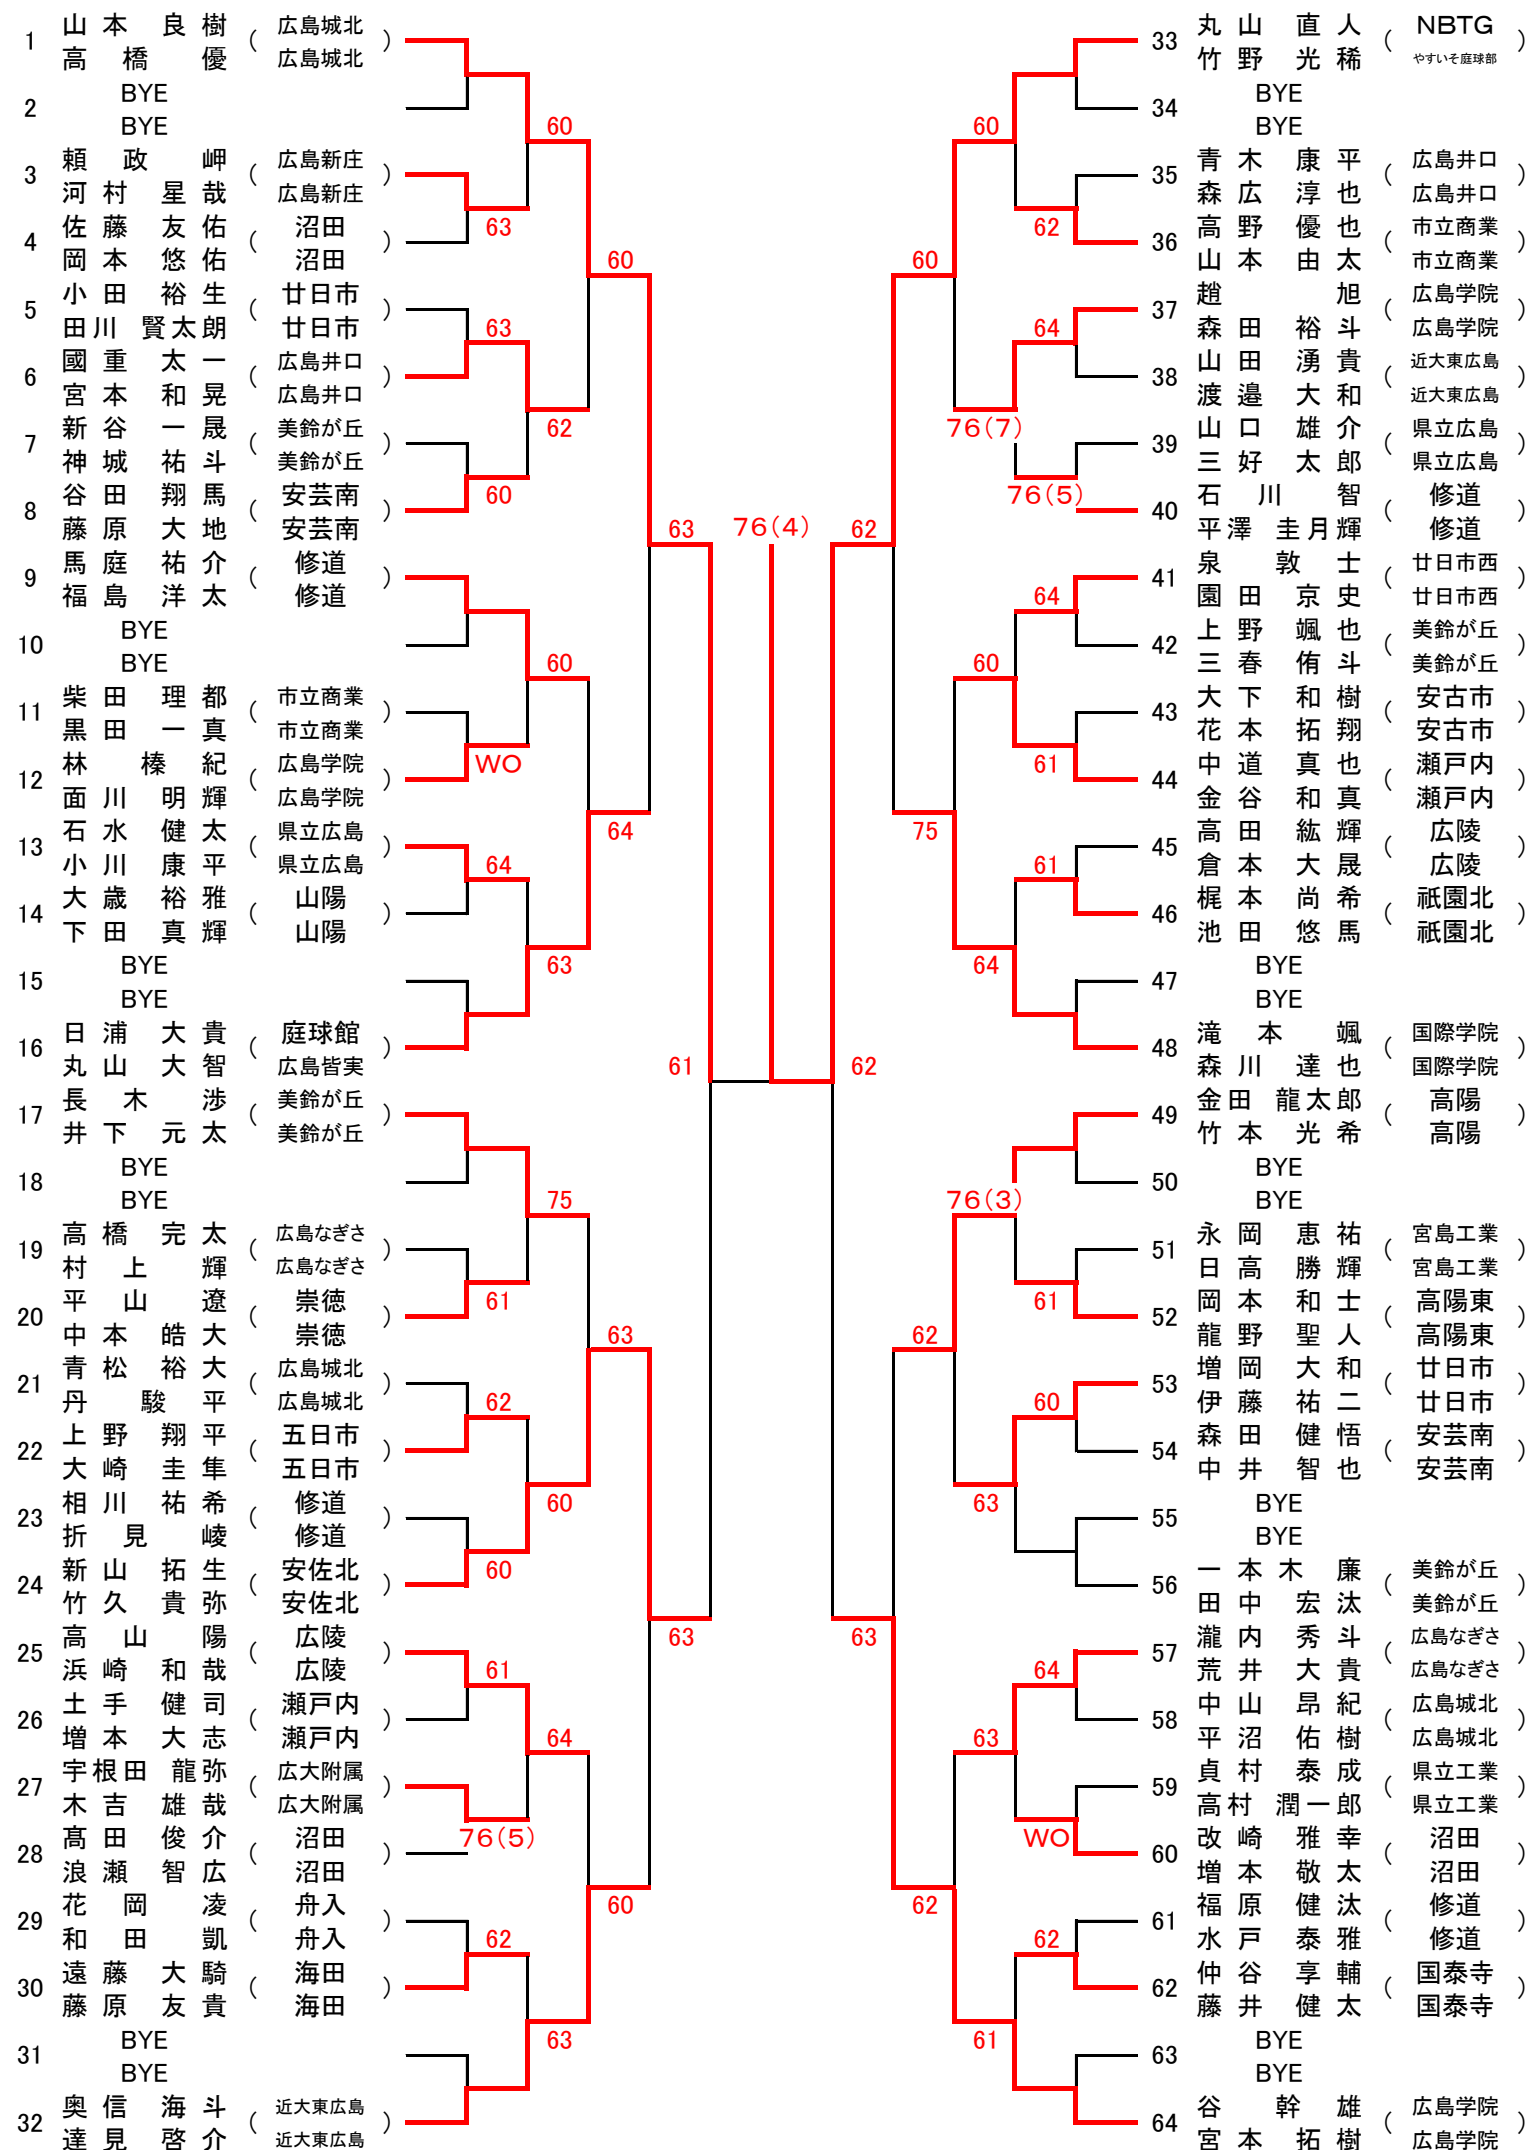 1 山本 良樹 ( 広島城北 )
高橋 優 広島城北
2 BYE
BYE
60
3 頼政 岬 ( 広島新庄 )
河村 星哉 広島新庄
63
4 佐藤 友佑 ( 沼田 )
岡本 悠佑 沼田
60
5 小田 裕生 ( 廿日市 )
田川 賢太朗 廿日市
63
6 國重 太一 ( 広島井口 )
宮本 和晃 広島井口
62
7 新谷 一晟 ( 美鈴が丘 )
神城 祐斗 美鈴が丘
60
8 谷田 翔馬 ( 安芸南 )
藤原 大地 安芸南
63
9 馬庭 祐介 ( 修道 )
福島 洋太 修道
10 BYE
BYE
60
11 柴田 理都 ( 市立商業 )
黒田 一真 市立商業
WO
12 林 榛紀 ( 広島学院 )
面川 明輝 広島学院
64
13 石水 健太 ( 県立広島 )
小川 康平 県立広島
64
14 大歳 裕雅 ( 山陽 )
下田 真輝 山陽
63
15 BYE
BYE
16 日浦 大貴 ( 庭球館 )
丸山 大智 広島皆実
61
17 長木 渉 ( 美鈴が丘 )
井下 元太 美鈴が丘
18 BYE
BYE
75
19 高橋 完太 ( 広島なぎさ )
村上 輝 広島なぎさ
61
20 平山 遼 ( 崇徳 )
中本 皓大 崇徳
63
21 青松 裕大 ( 広島城北 )
丹 駿平 広島城北
62
22 上野 翔平 ( 五日市 )
大崎 圭隼 五日市
60
23 相川 祐希 ( 修道 )
折見 崚 修道
60
24 新山 拓生 ( 安佐北 )
竹久 貴弥 安佐北
63
25 高山 陽 ( 広陵 )
浜崎 和哉 広陵
61
26 土手 健司 ( 瀬戸内 )
増本 大志 瀬戸内
64
27 宇根田 龍弥 ( 広大附属 )
木吉 雄哉 広大附属
76(5)
28 髙田 俊介 ( 沼田 )
浪瀬 智広 沼田
60
29 花岡 凌 ( 舟入 )
和田 凱 舟入
62
30 遠藤 大騎 ( 海田 )
藤原 友貴 海田
63
31 BYE
BYE
32 奥信 海斗 ( 近大東広島 )
達見 啓介 近大東広島
76(4)
33 丸山 直人 ( NBTG )
竹野 光稀 やすいそ庭球部
34 BYE
BYE
60
35 青木 康平 ( 広島井口 )
森広 淳也 広島井口
62
36 高野 優也 ( 市立商業 )
山本 由太 市立商業
60
37 趙 旭 ( 広島学院 )
森田 裕斗 広島学院
64
38 山田 湧貴 ( 近大東広島 )
渡邉 大和 近大東広島
76(7)
39 山口 雄介 ( 県立広島 )
三好 太郎 県立広島
76(5)
40 石川 智 ( 修道 )
平澤 圭月輝 修道
62
41 泉 敦士 ( 廿日市西 )
園田 京史 廿日市西
64
42 上野 颯也 ( 美鈴が丘 )
三春 侑斗 美鈴が丘
60
43 大下 和樹 ( 安古市 )
花本 拓翔 安古市
61
44 中道 真也 ( 瀬戸内 )
金谷 和真 瀬戸内
75
45 高田 紘輝 ( 広陵 )
倉本 大晟 広陵
61
46 梶本 尚希 ( 祇園北 )
池田 悠馬 祇園北
64
47 BYE
BYE
48 滝本 颯 ( 国際学院 )
森川 達也 国際学院
62
49 金田 龍太郎 ( 高陽 )
竹本 光希 高陽
50 BYE
BYE
76(3)
51 永岡 恵祐 ( 宮島工業 )
日高 勝輝 宮島工業
61
52 岡本 和士 ( 高陽東 )
龍野 聖人 高陽東
62
53 増岡 大和 ( 廿日市 )
伊藤 祐二 廿日市
60
54 森田 健悟 ( 安芸南 )
中井 智也 安芸南
63
55 BYE
BYE
56 一本木 廉 ( 美鈴が丘 )
田中 宏汰 美鈴が丘
63
57 瀧内 秀斗 ( 広島なぎさ )
荒井 大貴 広島なぎさ
64
58 中山 昂紀 ( 広島城北 )
平沼 佑樹 広島城北
63
59 貞村 泰成 ( 県立工業 )
高村 潤一郎 県立工業
WO
60 改崎 雅幸 ( 沼田 )
増本 敬太 沼田
62
61 福原 健汰 ( 修道 )
水戸 泰雅 修道
62
62 仲谷 享輔 ( 国泰寺 )
藤井 健太 国泰寺
61
63 BYE
BYE
64 谷 幹雄 ( 広島学院 )
宮本 拓樹 広島学院